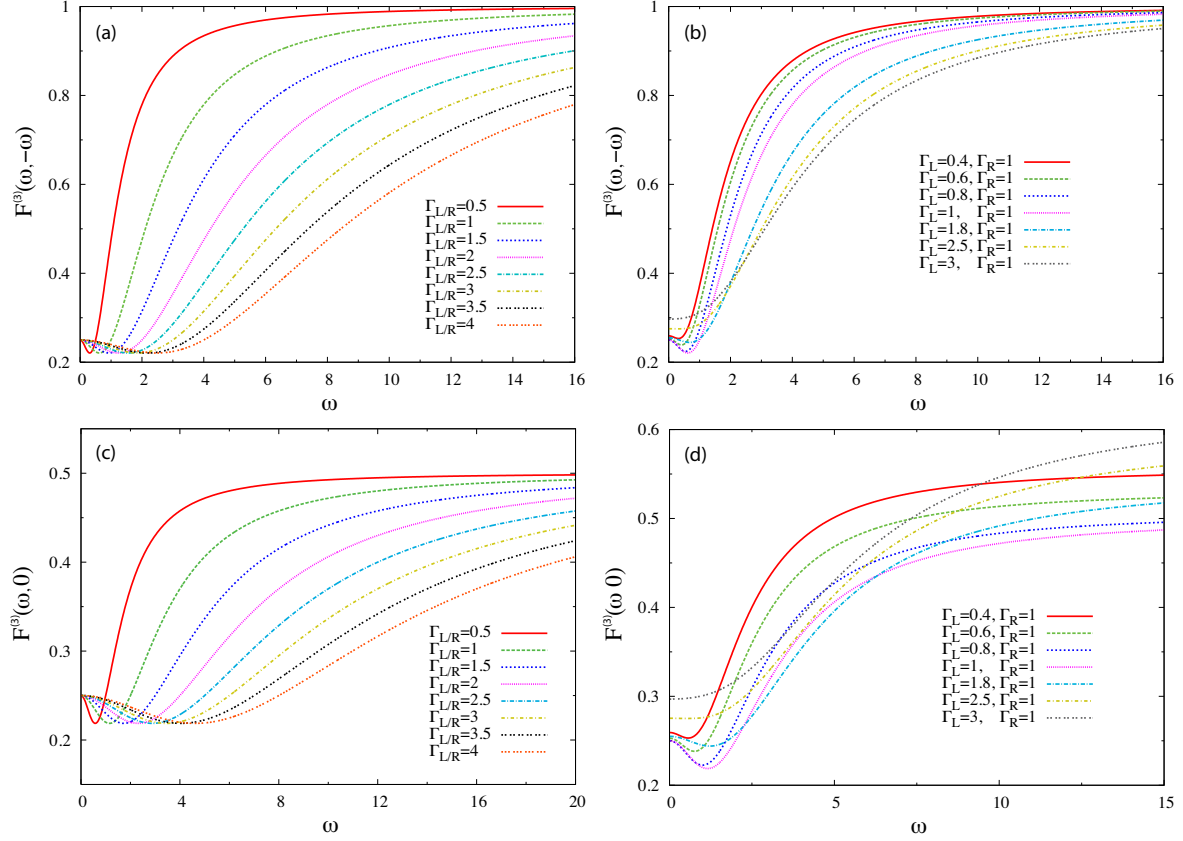 (a)
F⁽³⁾(ω,−ω)
1
0.8
0.6
0.4
0.2
0 2 4 6 8 10 12 14 16
ω
Γ_L/R=0.5
Γ_L/R=1
Γ_L/R=1.5
Γ_L/R=2
Γ_L/R=2.5
Γ_L/R=3
Γ_L/R=3.5
Γ_L/R=4
(b)
F⁽³⁾(ω,−ω)
1
0.8
0.6
0.4
0.2
0 2 4 6 8 10 12 14 16
ω
Γ_L=0.4, Γ_R=1
Γ_L=0.6, Γ_R=1
Γ_L=0.8, Γ_R=1
Γ_L=1, Γ_R=1
Γ_L=1.8, Γ_R=1
Γ_L=2.5, Γ_R=1
Γ_L=3, Γ_R=1
(c)
F⁽³⁾(ω,0)
0.5
0.4
0.3
0.2
0 4 8 12 16 20
ω
Γ_L/R=0.5
Γ_L/R=1
Γ_L/R=1.5
Γ_L/R=2
Γ_L/R=2.5
Γ_L/R=3
Γ_L/R=3.5
Γ_L/R=4
(d)
F⁽³⁾(ω 0)
0.6
0.5
0.4
0.3
0.2
0 5 10 15
ω
Γ_L=0.4, Γ_R=1
Γ_L=0.6, Γ_R=1
Γ_L=0.8, Γ_R=1
Γ_L=1, Γ_R=1
Γ_L=1.8, Γ_R=1
Γ_L=2.5, Γ_R=1
Γ_L=3, Γ_R=1